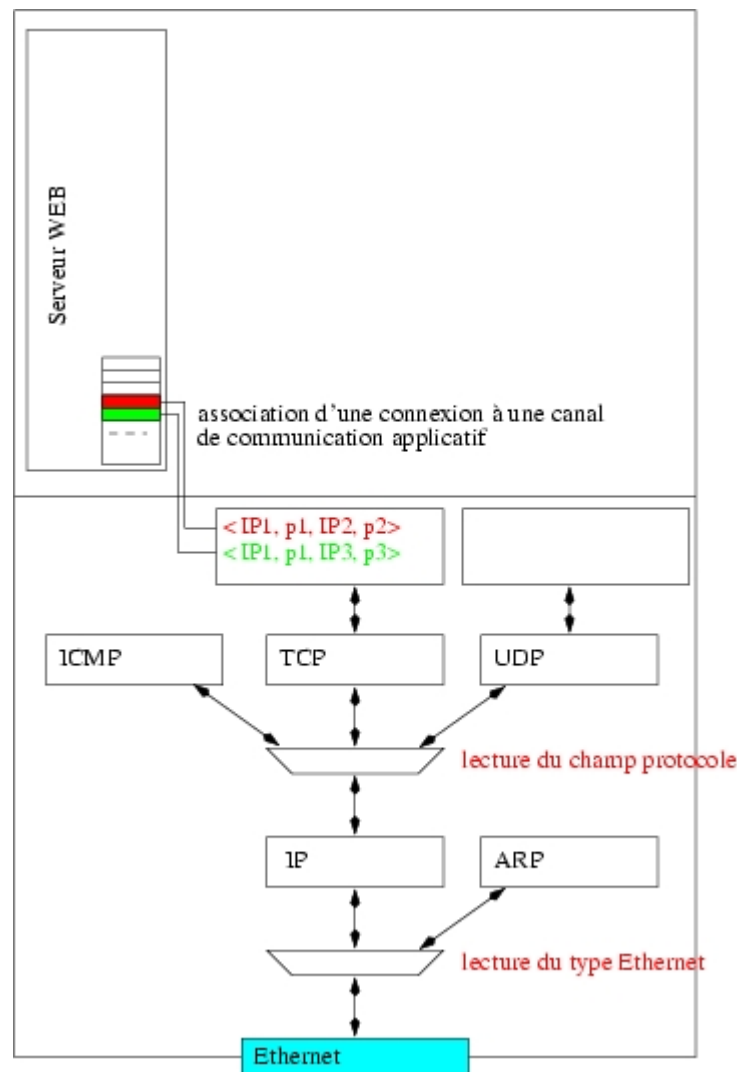 Serveur WEB
association d'une connexion à une canal
de communication applicatif
< IP1, p1, IP2, p2>
< IP1, p1, IP3, p3>
ICMP
TCP
UDP
lecture du champ protocole
IP
ARP
lecture du type Ethernet
Ethernet